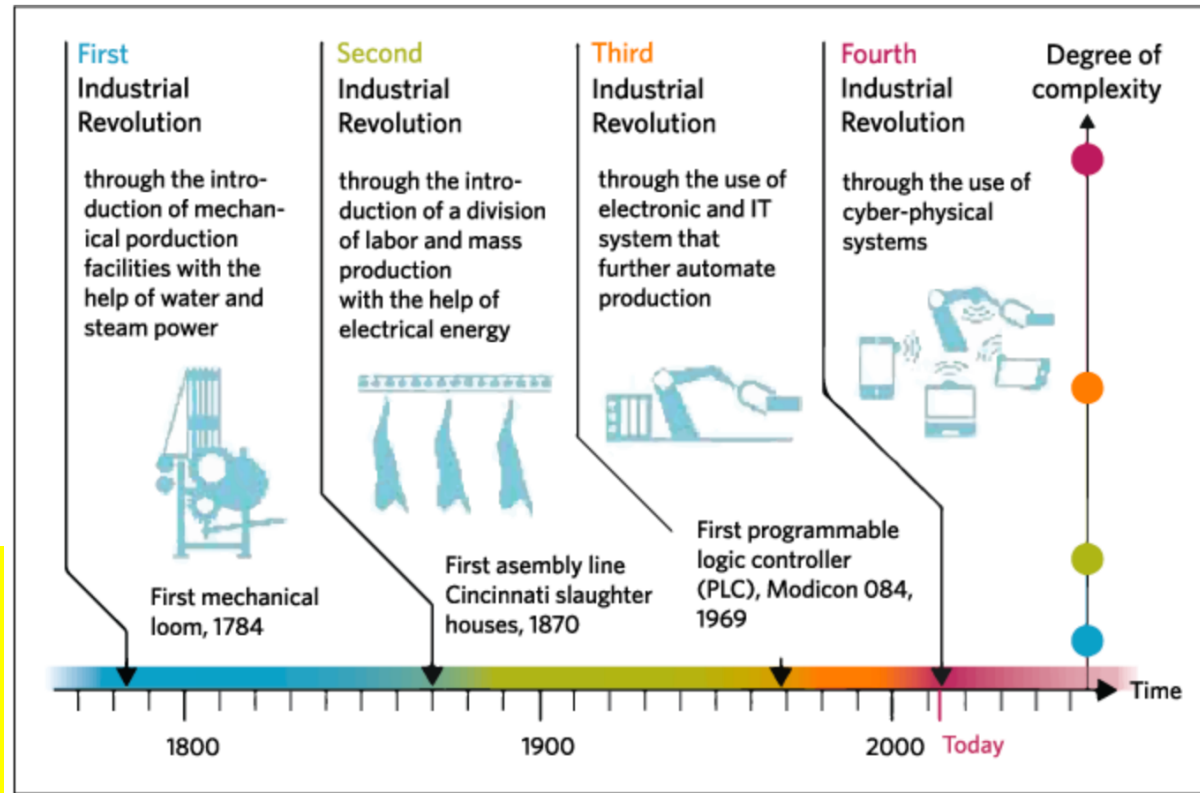 First
Industrial
Revolution
through the intro-
duction of mechan-
ical porduction
facilities with the
help of water and
steam power
First mechanical
loom, 1784
Second
Industrial
Revolution
through the intro-
duction of a division
of labor and mass
production
with the help of
electrical energy
First asembly line
Cincinnati slaughter
houses, 1870
Third
Industrial
Revolution
through the use of
electronic and IT
system that
further automate
production
First programmable
logic controller
(PLC), Modicon 084,
1969
Fourth
Industrial
Revolution
through the use of
cyber-physical
systems
Degree of
complexity
Time
1800
1900
2000
Today